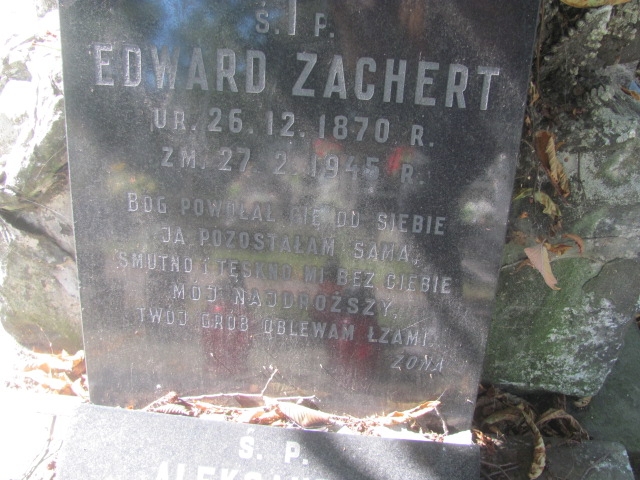 Ś. P.
EDWARD ZACHERT
UR. 26. 12. 1870 R.
ZM. 27 2. 1945 R.
BÓG POWOŁAŁ CIĘ DO SIEBIE
JA POZOSTAŁAM SAMA,
SMUTNO I TĘSKNO MI BEZ CIEBIE
MÓJ NAJDROŻSZY,
TWÓJ GRÓB OBLEWAM ŁZAMI.
ŻONA
Ś. P.